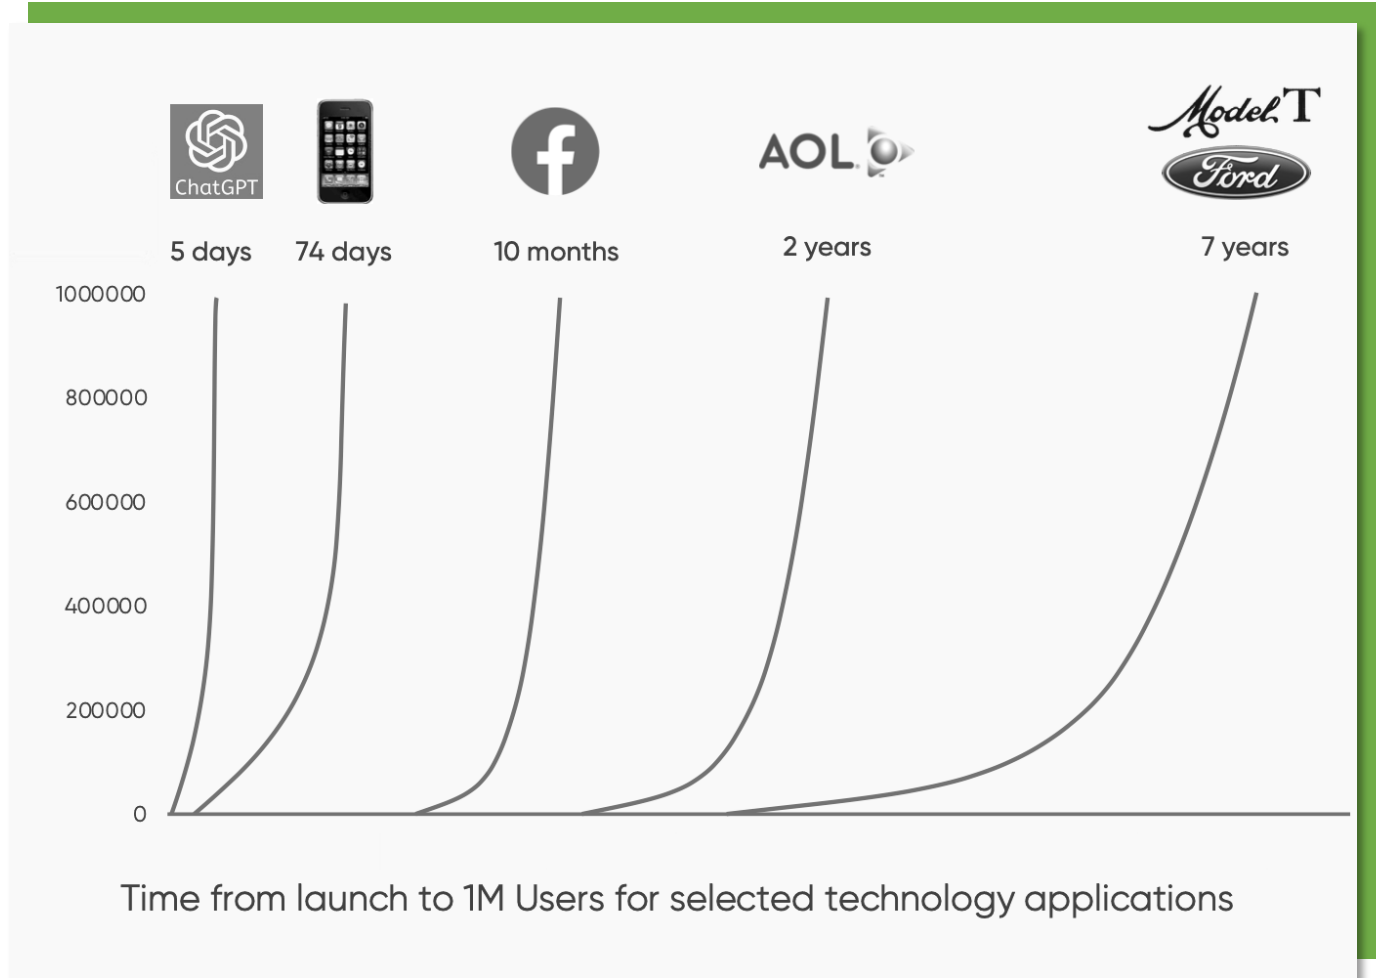 ChatGPT
AOL
Model T
Ford
5 days
74 days
10 months
2 years
7 years
1000000
800000
600000
400000
200000
0
Time from launch to 1M Users for selected technology applications